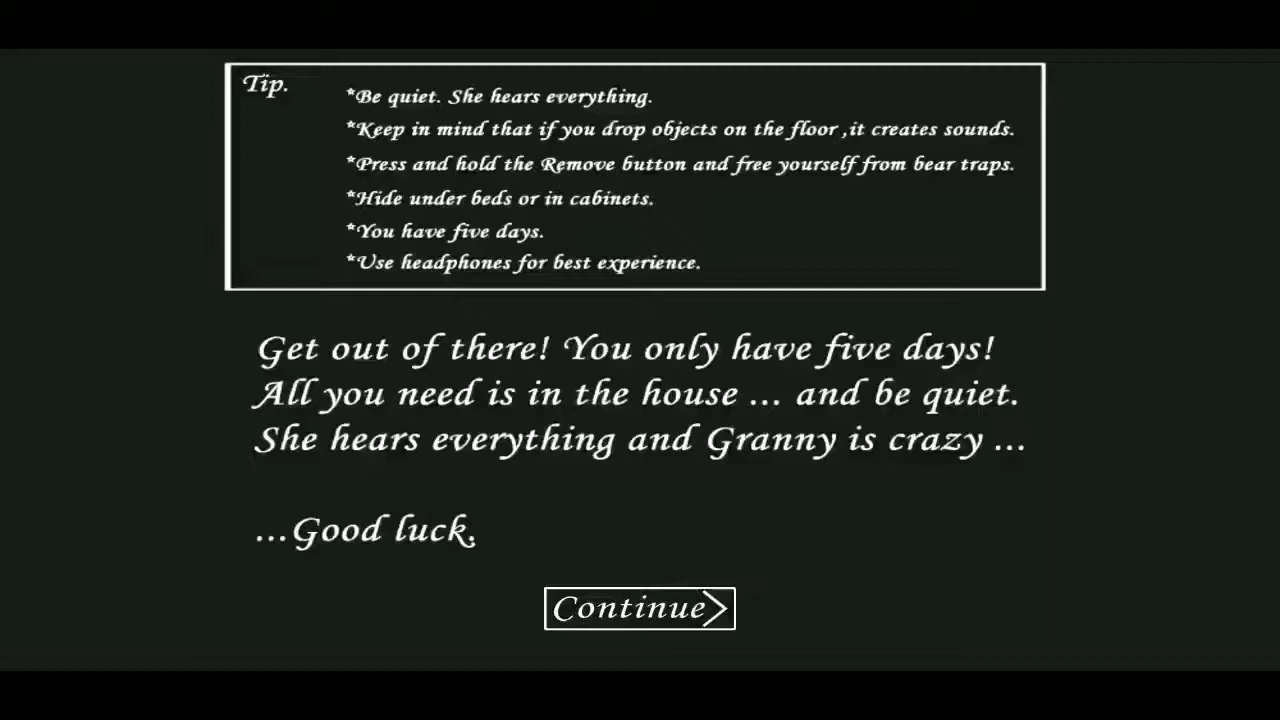 Tip.
*Be quiet. She hears everything.
*Keep in mind that if you drop objects on the floor ,it creates sounds.
*Press and hold the Remove button and free yourself from bear traps.
*Hide under beds or in cabinets.
*You have five days.
*Use headphones for best experience.
Get out of there! You only have five days!
All you need is in the house ... and be quiet.
She hears everything and Granny is crazy ...
...Good luck.
Continue>